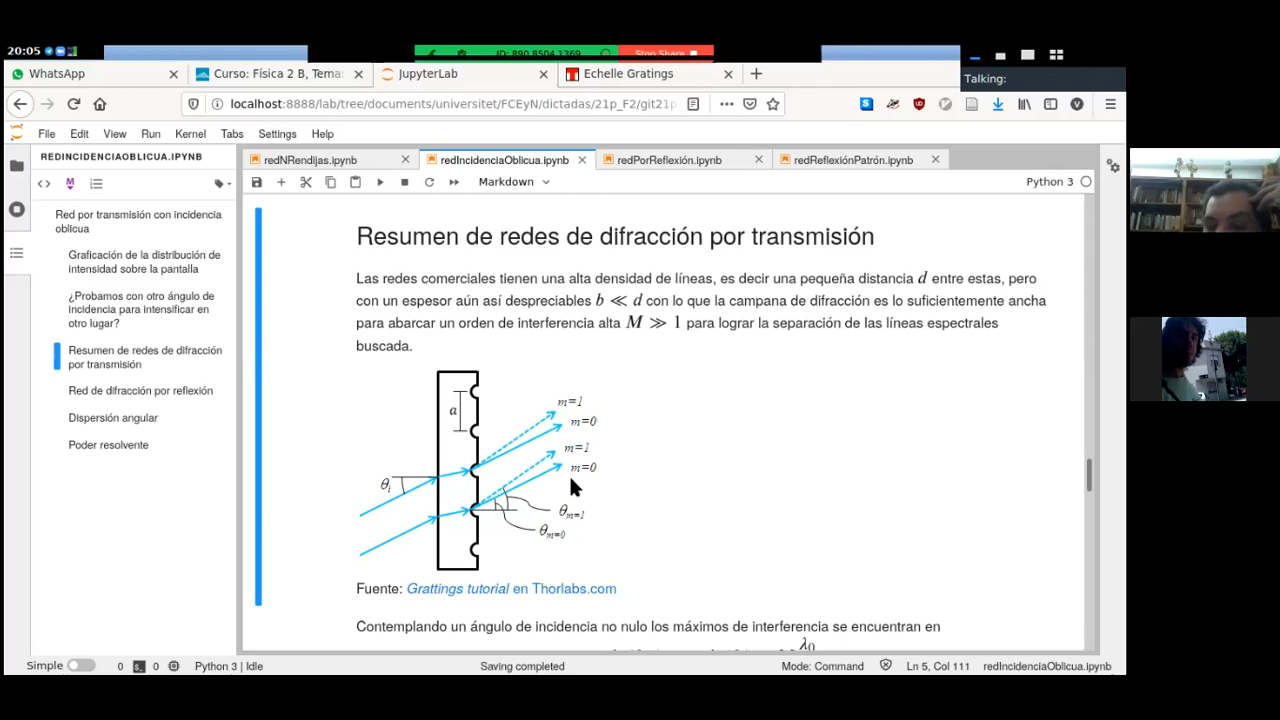 20:05
ID: 890 8504 1369
Stop Share
WhatsApp
Curso: Física 2 B, Tema:
JupyterLab
Echelle Gratings
Talking:
localhost:8888/lab/tree/documents/universitet/FCEyN/dictadas/21p_F2/git21p
File Edit View Run Kernel Tabs Settings Help
REDINCIDENCIAOBLICUA.IPYNB
redNRendijas.ipynb
redIncidenciaOblicua.ipynb
redPorReflexión.ipynb
redReflexiónPatrón.ipynb
Markdown
Python 3
Red por transmisión con incidencia
oblicua
Graficación de la distribución de
intensidad sobre la pantalla
¿Probamos con otro ángulo de
incidencia para intensificar en
otro lugar?
Resumen de redes de difracción
por transmisión
Red de difracción por reflexión
Dispersión angular
Poder resolvente
Resumen de redes de difracción por transmisión
Las redes comerciales tienen una alta densidad de líneas, es decir una pequeña distancia d entre estas, pero
con un espesor aún así despreciables b ≪ d con lo que la campana de difracción es lo suficientemente ancha
para abarcar un orden de interferencia alta M ≫ 1 para lograr la separación de las líneas espectrales
buscada.
a
m=1
m=0
m=1
m=0
θi
θm=1
θm=0
Fuente: Grattings tutorial en Thorlabs.com
Contemplando un ángulo de incidencia no nulo los máximos de interferencia se encuentran en
λ0
Simple
0
0
Python 3 | Idle
Saving completed
Mode: Command
Ln 5, Col 111
redIncidenciaOblicua.ipynb